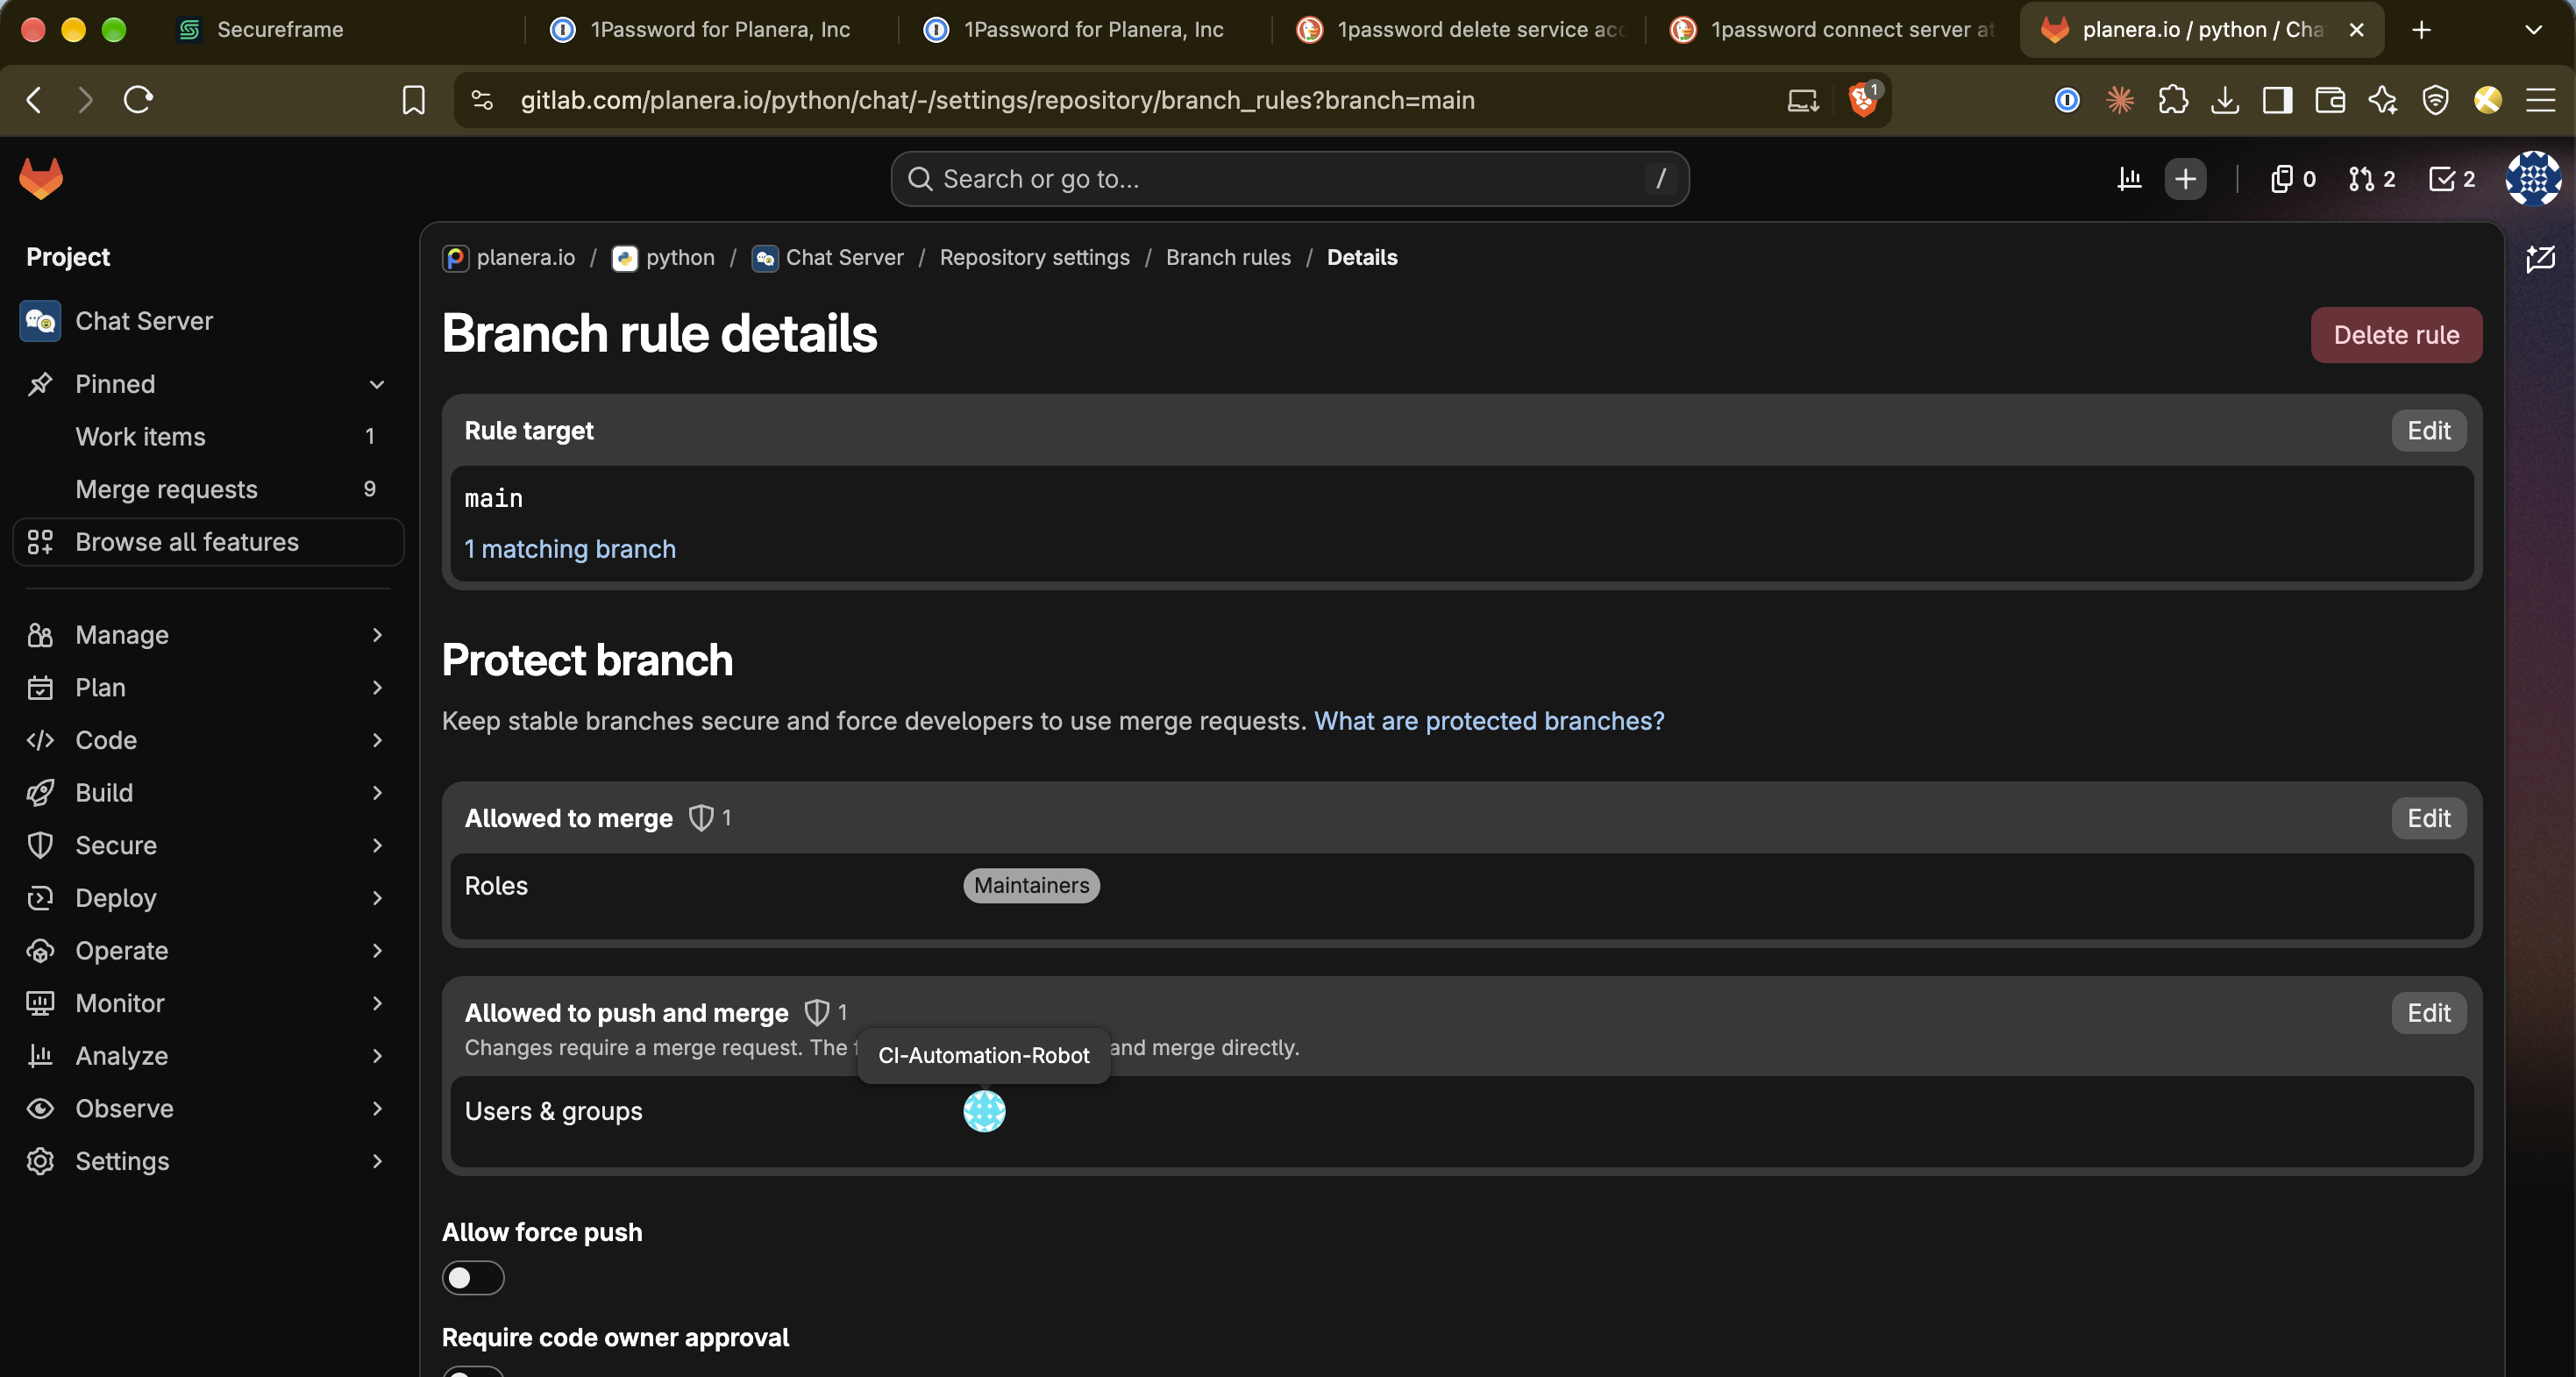 Secureframe
1Password for Planera, Inc
1Password for Planera, Inc
1password delete service acc
1password connect server at
planera.io / python / Cha
gitlab.com/planera.io/python/chat/-/settings/repository/branch_rules?branch=main
1
Search or go to...
/
0
2
2
Project
Chat Server
Pinned
Work items 1
Merge requests 9
Browse all features
Manage
Plan
Code
Build
Secure
Deploy
Operate
Monitor
Analyze
Observe
Settings
planera.io / python / Chat Server / Repository settings / Branch rules / Details
Branch rule details
Delete rule
Rule target
Edit
main
1 matching branch
Protect branch
Keep stable branches secure and force developers to use merge requests. What are protected branches?
Allowed to merge 1
Edit
Roles
Maintainers
Allowed to push and merge 1
Edit
Changes require a merge request. The
CI-Automation-Robot
and merge directly.
Users & groups
Allow force push
Require code owner approval